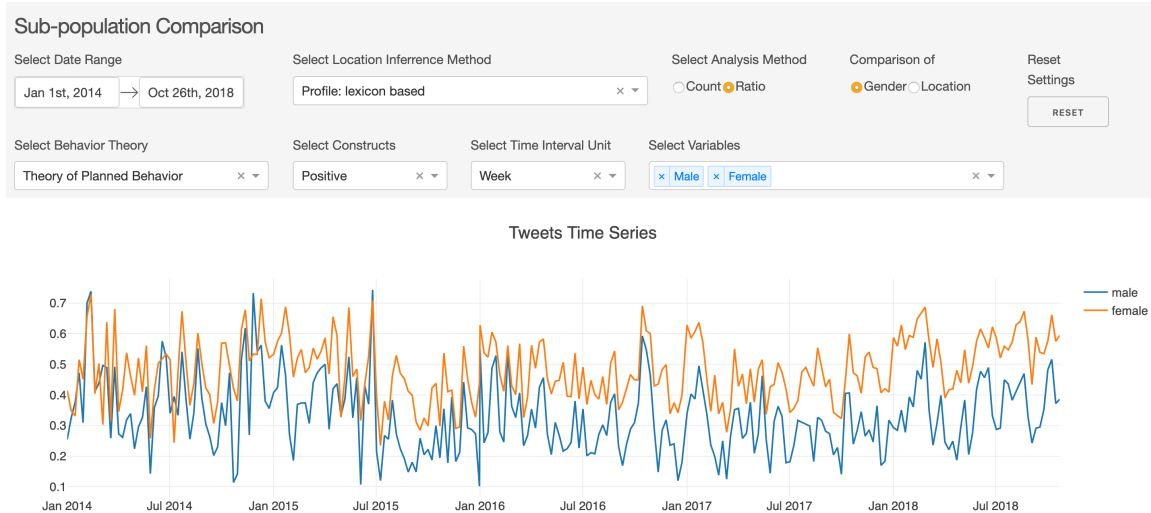 Sub-population Comparison
Select Date Range
Select Location Inferrence Method
Select Analysis Method
Comparison of
Reset
Settings
Jan 1st, 2014 → Oct 26th, 2018
Profile: lexicon based
Count Ratio
Gender Location
RESET
Select Behavior Theory
Select Constructs
Select Time Interval Unit
Select Variables
Theory of Planned Behavior
Positive
Week
× Male × Female
Tweets Time Series
male
female
0.7
0.6
0.5
0.4
0.3
0.2
0.1
Jan 2014 Jul 2014 Jan 2015 Jul 2015 Jan 2016 Jul 2016 Jan 2017 Jul 2017 Jan 2018 Jul 2018